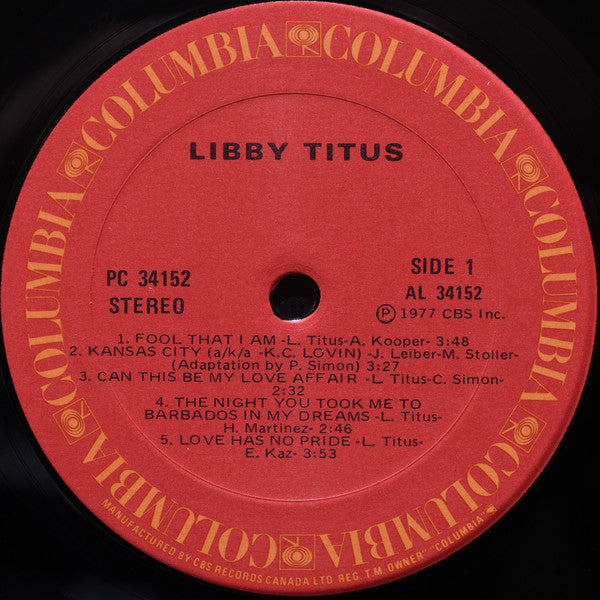 COLUMBIA COLUMBIA COLUMBIA COLUMBIA COLUMBIA COLUMBIA COLUMBIA COLUMBIA
LIBBY TITUS
PC 34152
STEREO
SIDE 1
AL 34152
Ⓟ 1977 CBS Inc.
1. FOOL THAT I AM -L. Titus-A. Kooper- 3:48
2. KANSAS CITY (a/k/a -K.C. LOVIN) -J. Leiber-M. Stoller-
(Adaptation by P. Simon) 3:27
3. CAN THIS BE MY LOVE AFFAIR -L. Titus-C. Simon-
2:32
4. THE NIGHT YOU TOOK ME TO
BARBADOS IN MY DREAMS -L. Titus-
H. Martinez- 2:46
5. LOVE HAS NO PRIDE -L. Titus-
E. Kaz- 3:53
MANUFACTURED BY CBS RECORDS CANADA LTD. REG. T.M. OWNER "COLUMBIA"